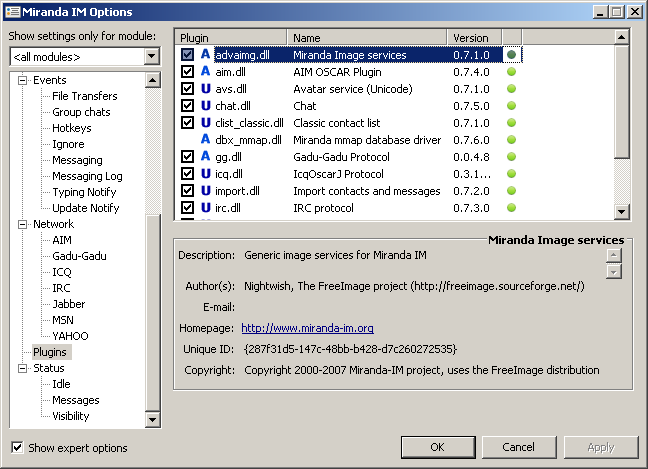 Miranda IM Options
Show settings only for module:
<all modules>
Events
File Transfers
Group chats
Hotkeys
Ignore
Messaging
Messaging Log
Typing Notify
Update Notify
Network
AIM
Gadu-Gadu
ICQ
IRC
Jabber
MSN
YAHOO
Plugins
Status
Idle
Messages
Visibility
Show expert options
Plugin Name Version
A advaimg.dll Miranda Image services 0.7.1.0
A aim.dll AIM OSCAR Plugin 0.7.4.0
U avs.dll Avatar service (Unicode) 0.7.0.1
U chat.dll Chat 0.7.5.0
U clist_classic.dll Classic contact list 0.7.1.0
A dbx_mmap.dll Miranda mmap database driver 0.7.6.0
A gg.dll Gadu-Gadu Protocol 0.0.4.8
U icq.dll IcqOscarJ Protocol 0.3.1...
U import.dll Import contacts and messages 0.7.2.0
U irc.dll IRC protocol 0.7.3.0
Miranda Image services
Description: Generic image services for Miranda IM
Author(s): Nightwish, The FreeImage project (http://freeimage.sourceforge.net/)
E-mail:
Homepage: http://www.miranda-im.org
Unique ID: {287f31d5-147c-48bb-b428-d7c260272535}
Copyright: Copyright 2000-2007 Miranda-IM project, uses the FreeImage distribution
OK Cancel Apply